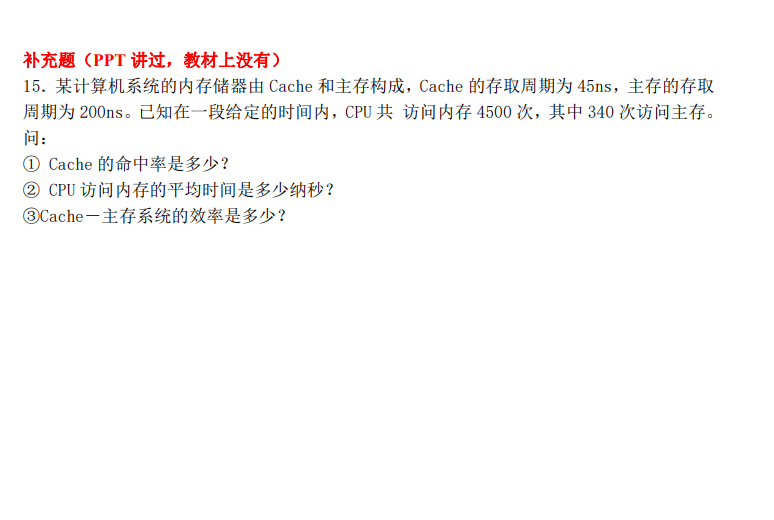 补充题（PPT 讲过，教材上没有）
15．某计算机系统的内存储器由 Cache 和主存构成，Cache 的存取周期为 45ns，主存的存取
周期为 200ns。已知在一段给定的时间内，CPU 共 访问内存 4500 次，其中 340 次访问主存。
问：
① Cache 的命中率是多少？
② CPU 访问内存的平均时间是多少纳秒？
③Cache－主存系统的效率是多少？